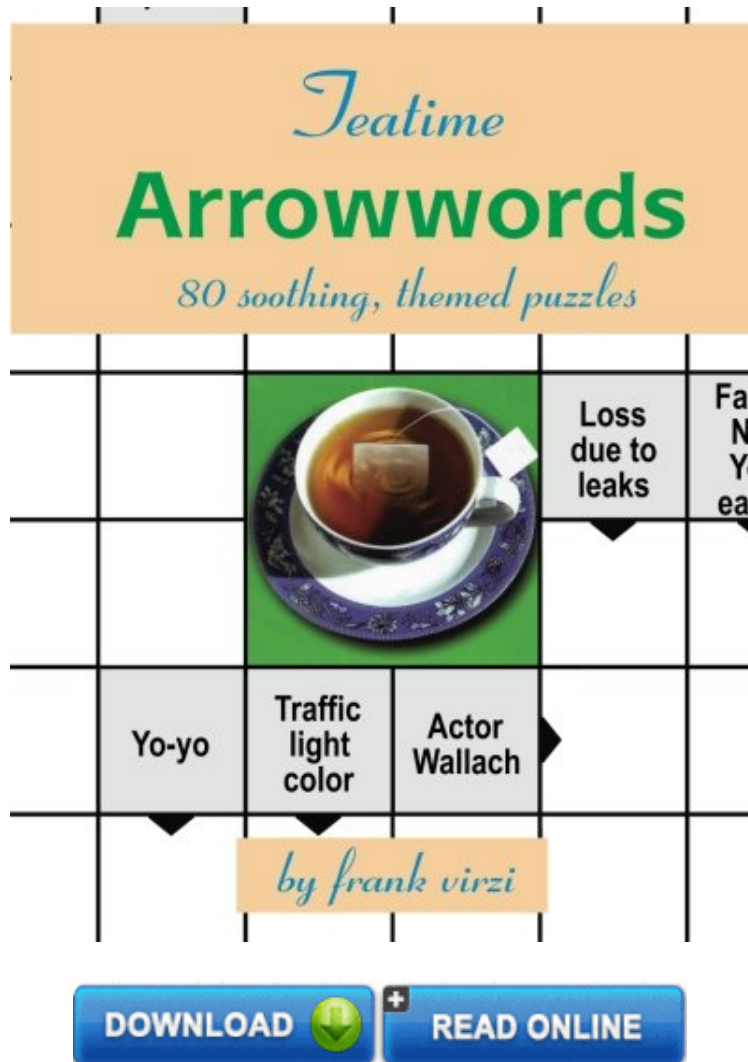 Teatime
Arrowwords
80 soothing, themed puzzles
Loss
due to
leaks
Yo-yo
Traffic
light
color
Actor
Wallach
by frank virzi
DOWNLOAD
READ ONLINE